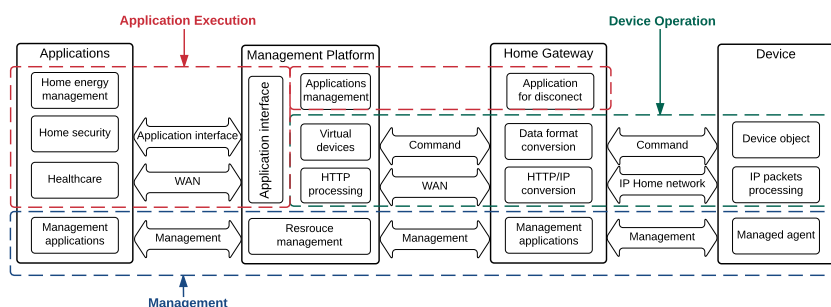 Application Execution
Device Operation
Applications
Management Platform
Home Gateway
Device
Home energy
management
Home security
Healthcare
Management
applications
Application interface
WAN
Management
Application interface
Applications
management
Virtual
devices
HTTP
processing
Resrouce
management
Command
WAN
Management
Application
for disconect
Data format
conversion
HTTP/IP
conversion
Management
applications
Command
IP Home network
Management
Device object
IP packets
processing
Managed agent
Management